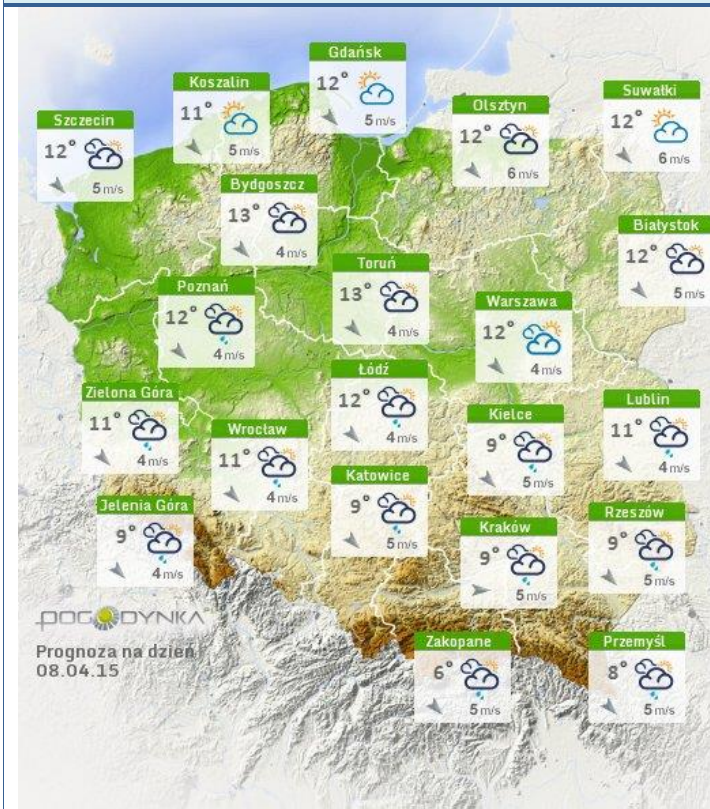 Gdańsk
12°
5 m/s
Koszalin
11°
5 m/s
Suwałki
12°
6 m/s
Olsztyn
12°
6 m/s
Szczecin
12°
5 m/s
Bydgoszcz
13°
4 m/s
Białystok
12°
5 m/s
Toruń
13°
4 m/s
Poznań
12°
4 m/s
Warszawa
12°
4 m/s
Łódź
12°
4 m/s
Zielona Góra
11°
4 m/s
Lublin
11°
4 m/s
Kielce
9°
5 m/s
Wrocław
11°
4 m/s
Katowice
9°
5 m/s
Jelenia Góra
9°
4 m/s
Rzeszów
9°
5 m/s
Kraków
9°
5 m/s
POGODYNKA
Prognoza na dzień
08.04.15
Zakopane
6°
5 m/s
Przemyśl
8°
5 m/s